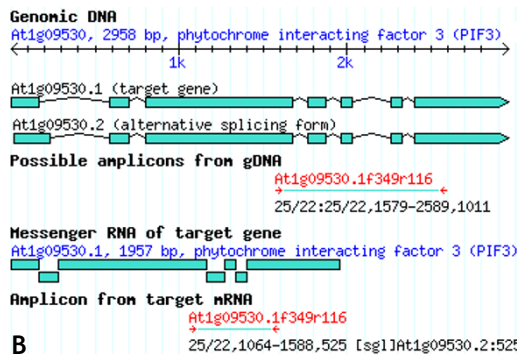 Genomic DNA
At1g09530, 2958 bp, phytochrome interacting factor 3 (PIF3)
1k 2k
At1g09530.1 (target gene)
At1g09530.2 (alternative splicing form)
Possible amplicons from gDNA
At1g09530.1f349r116
25/22:25/22,1579-2589,1011
Messenger RNA of target gene
At1g09530.1, 1957 bp, phytochrome interacting factor 3 (PIF3)
Amplicon from target mRNA
At1g09530.1f349r116
25/22,1064-1588,525 [sgl]At1g09530.2:525
B